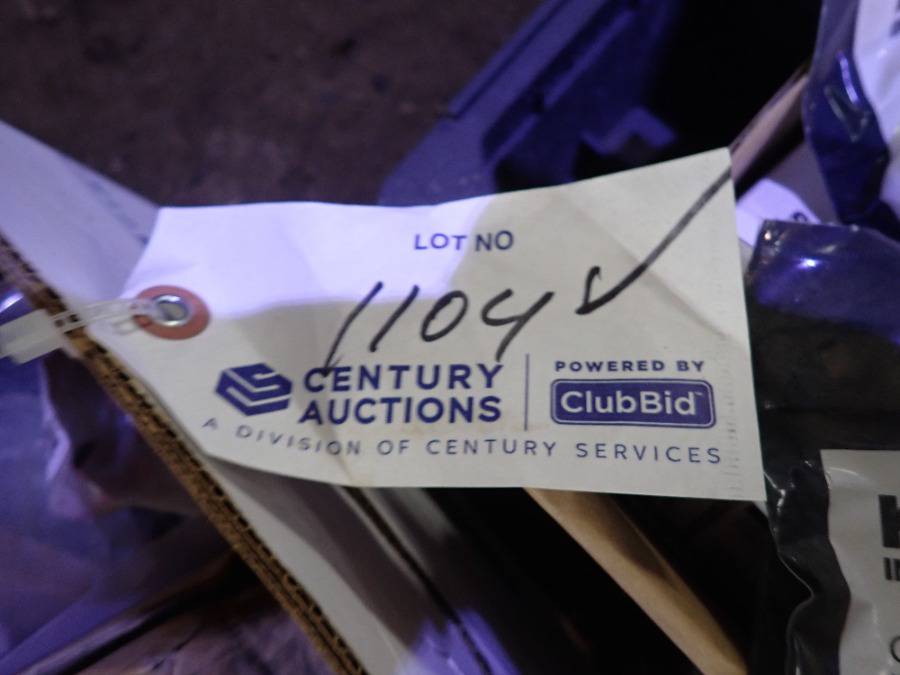 LOT NO
1104
CENTURY
AUCTIONS
POWERED BY
ClubBid
A DIVISION OF CENTURY SERVICES